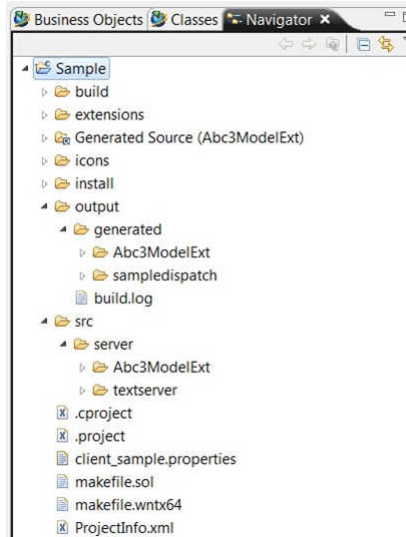 Business Objects Classes Navigator
Sample
build
extensions
Generated Source (Abc3ModelExt)
icons
install
output
generated
Abc3ModelExt
sampledispatch
build.log
src
server
Abc3ModelExt
textserver
.cproject
.project
client_sample.properties
makefile.sol
makefile.wntx64
ProjectInfo.xml